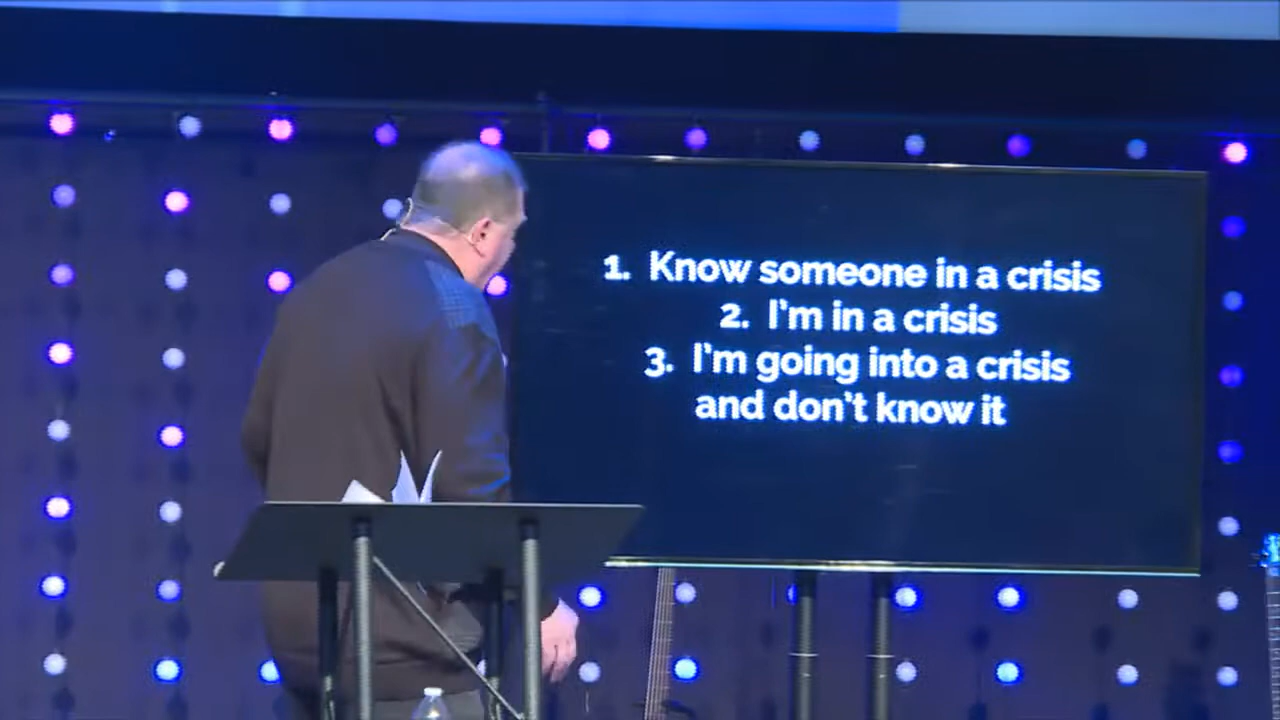 1. Know someone in a crisis
2. I'm in a crisis
3. I'm going into a crisis
and don't know it